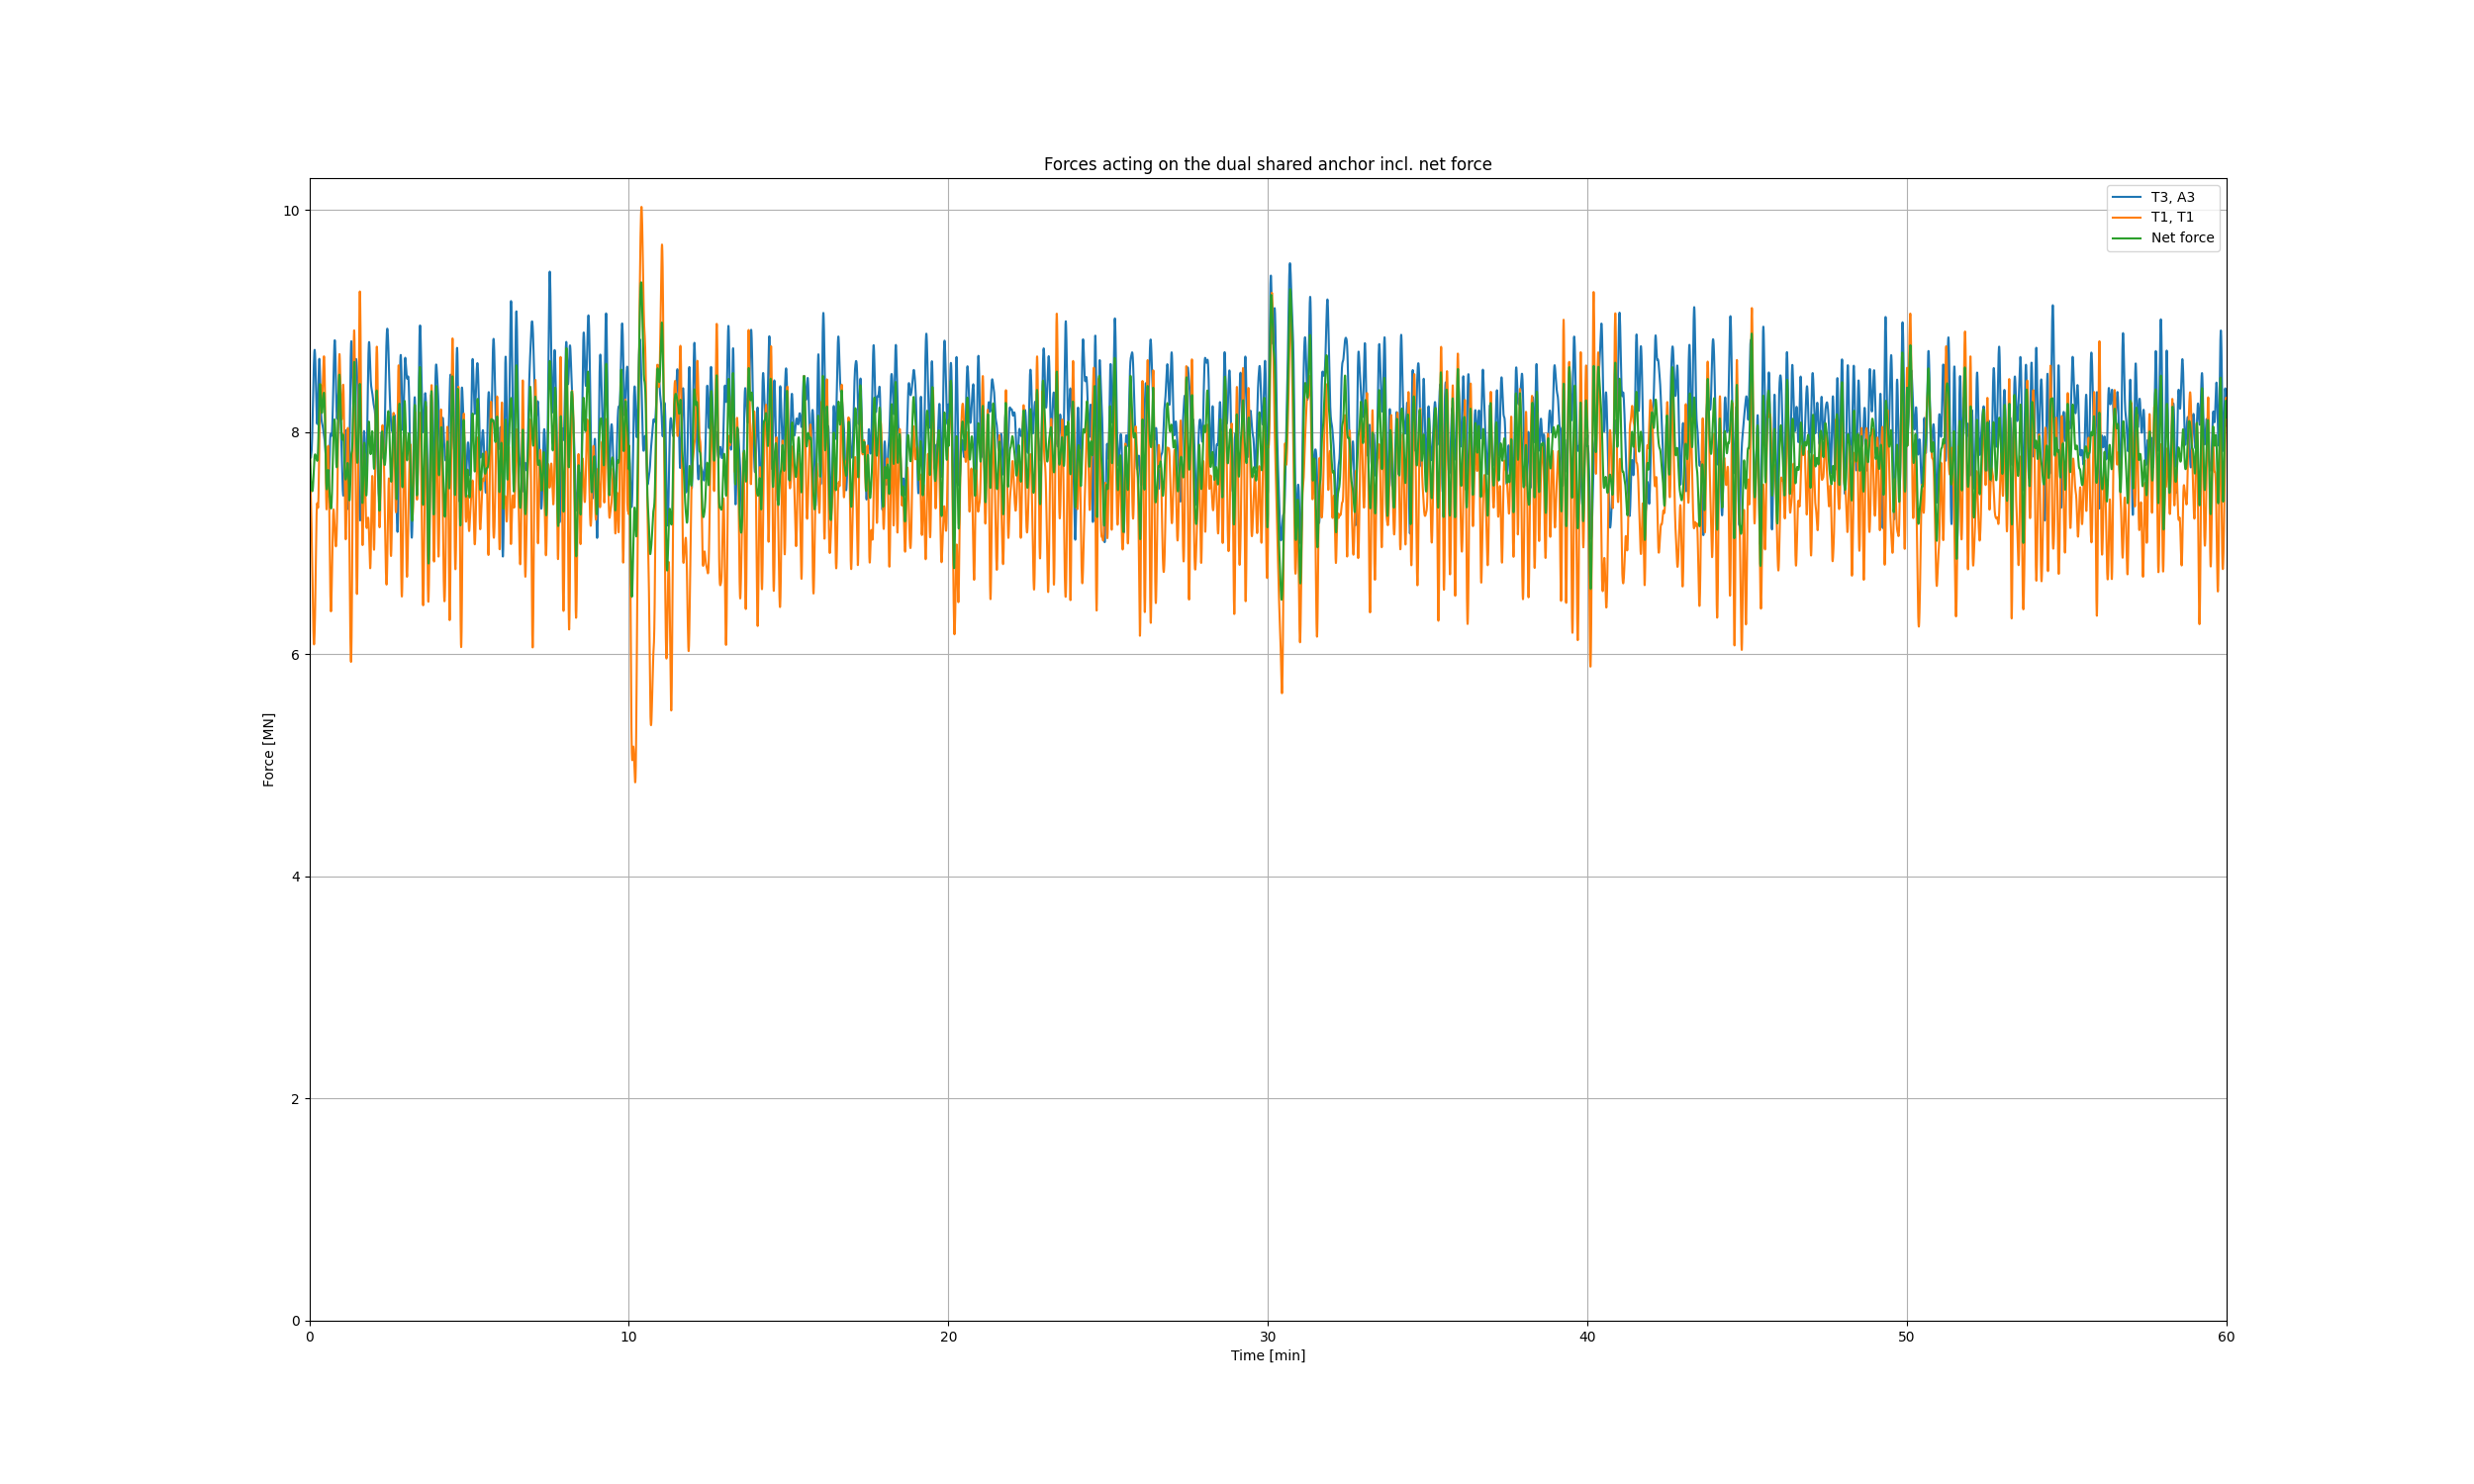 Forces acting on the dual shared anchor incl. net force
10
8
6
4
2
0
Force [MN]
T3, A3
T1, T1
Net force
0 10 20 30 40 50 60
Time [min]